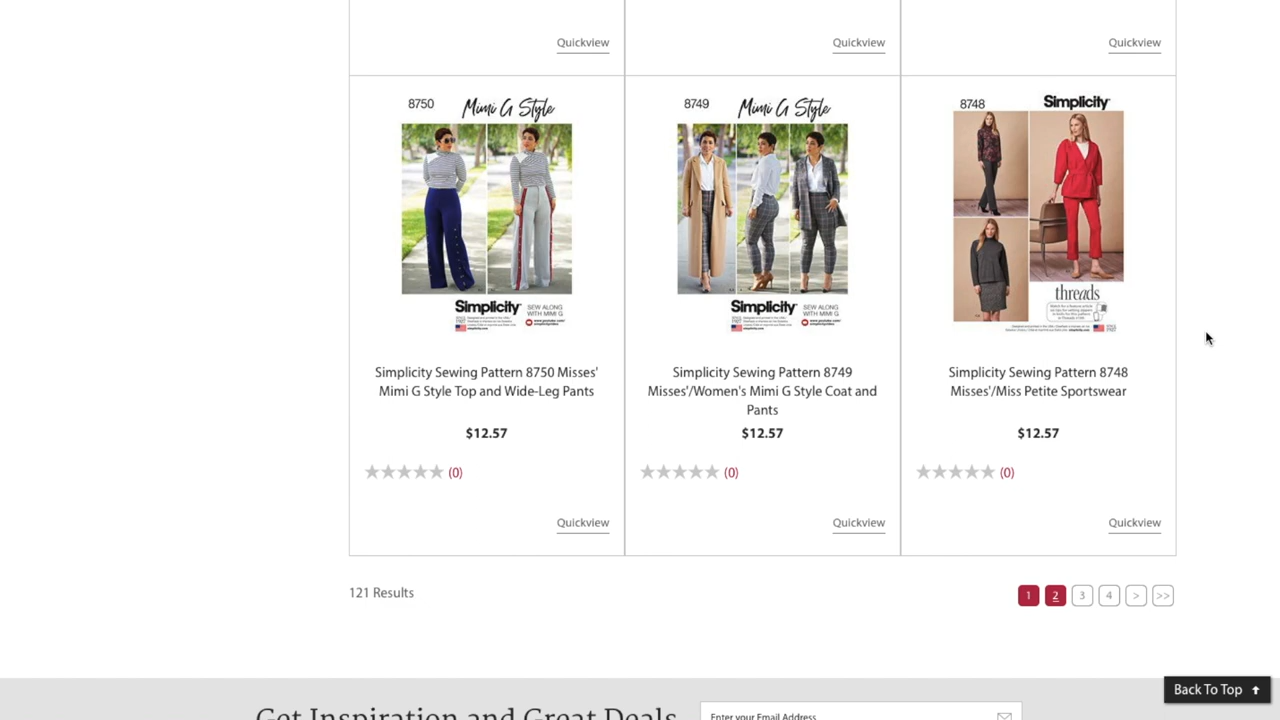 Quickview Quickview Quickview
8750 Mimi G Style
8749 Mimi G Style
8748 Simplicity
Simplicity SEW ALONG
WITH MIMI G
Simplicity SEW ALONG
WITH MIMI G
threads
Simplicity Sewing Pattern 8750 Misses'
Mimi G Style Top and Wide-Leg Pants
$12.57
(0)
Quickview
Simplicity Sewing Pattern 8749
Misses'/Women's Mimi G Style Coat and
Pants
$12.57
(0)
Quickview
Simplicity Sewing Pattern 8748
Misses'/Miss Petite Sportswear
$12.57
(0)
Quickview
121 Results
1 2 3 4 > >>
Back To Top
Get Inspiration and Great Deals
Enter your Email Address